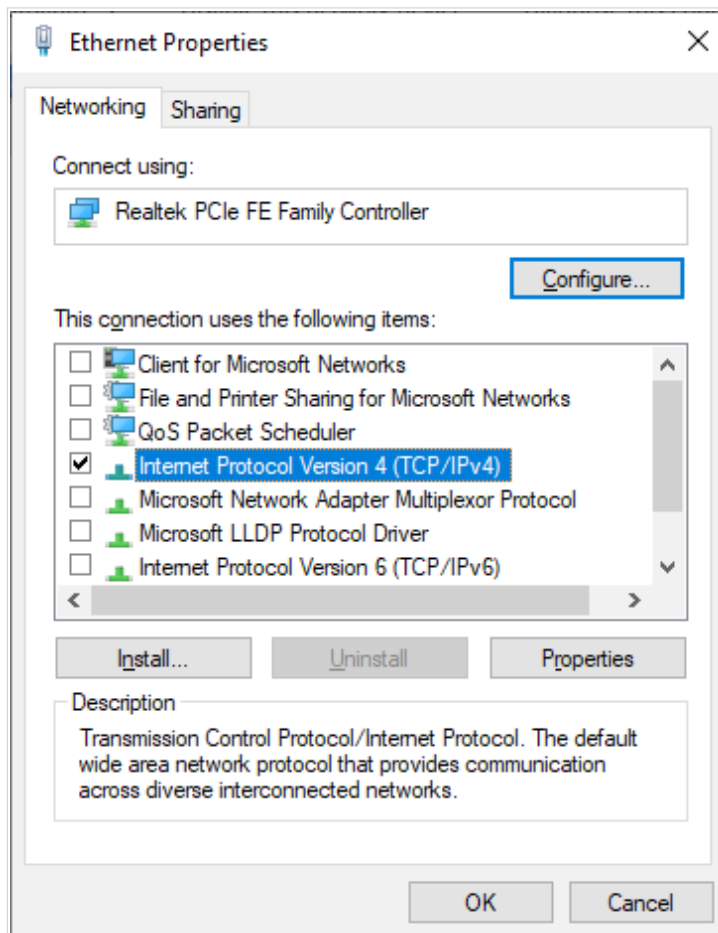 Ethernet Properties
Networking
Sharing
Connect using:
Realtek PCIe FE Family Controller
Configure...
This connection uses the following items:
Client for Microsoft Networks
File and Printer Sharing for Microsoft Networks
QoS Packet Scheduler
Internet Protocol Version 4 (TCP/IPv4)
Microsoft Network Adapter Multiplexor Protocol
Microsoft LLDP Protocol Driver
Internet Protocol Version 6 (TCP/IPv6)
Install...
Uninstall
Properties
Description
Transmission Control Protocol/Internet Protocol. The default
wide area network protocol that provides communication
across diverse interconnected networks.
OK
Cancel